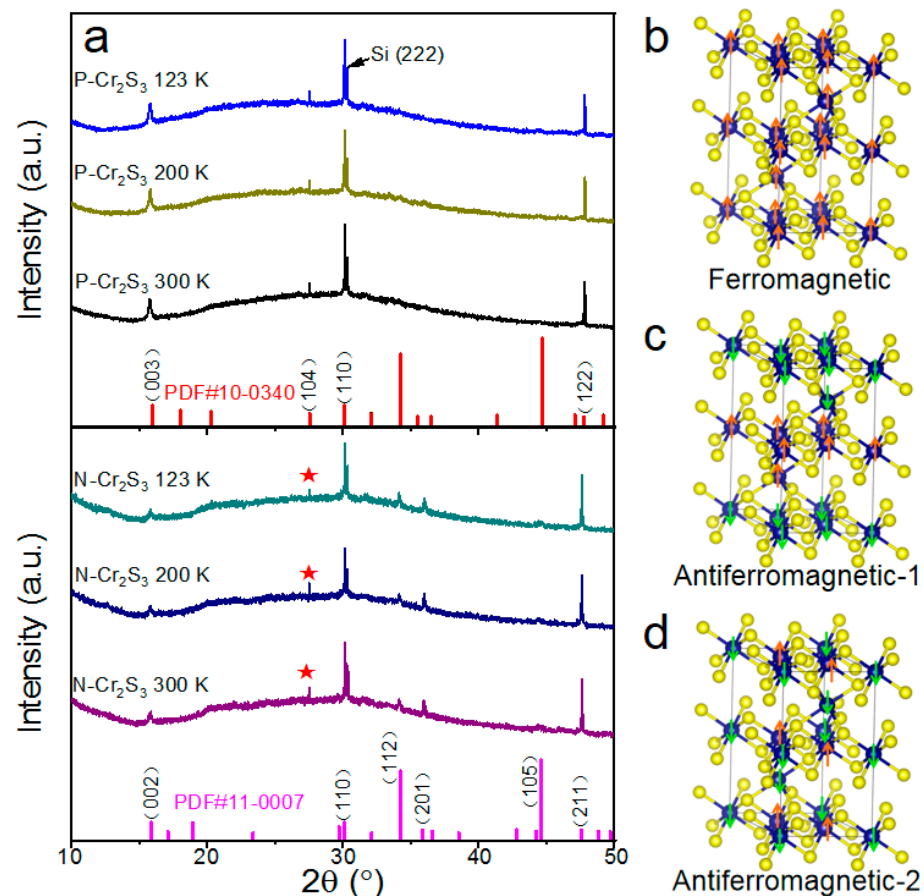 a
Si (222)
P-Cr₂S₃ 123 K
P-Cr₂S₃ 200 K
P-Cr₂S₃ 300 K
Intensity (a.u.)
(003)
PDF#10-0340
(104)
(110)
(122)
N-Cr₂S₃ 123 K
N-Cr₂S₃ 200 K
N-Cr₂S₃ 300 K
Intensity (a.u.)
(002)
PDF#11-0007
(110)
(112)
(201)
(105)
(211)
10 20 30 40 50
2θ (°)
b
Ferromagnetic
c
Antiferromagnetic-1
d
Antiferromagnetic-2